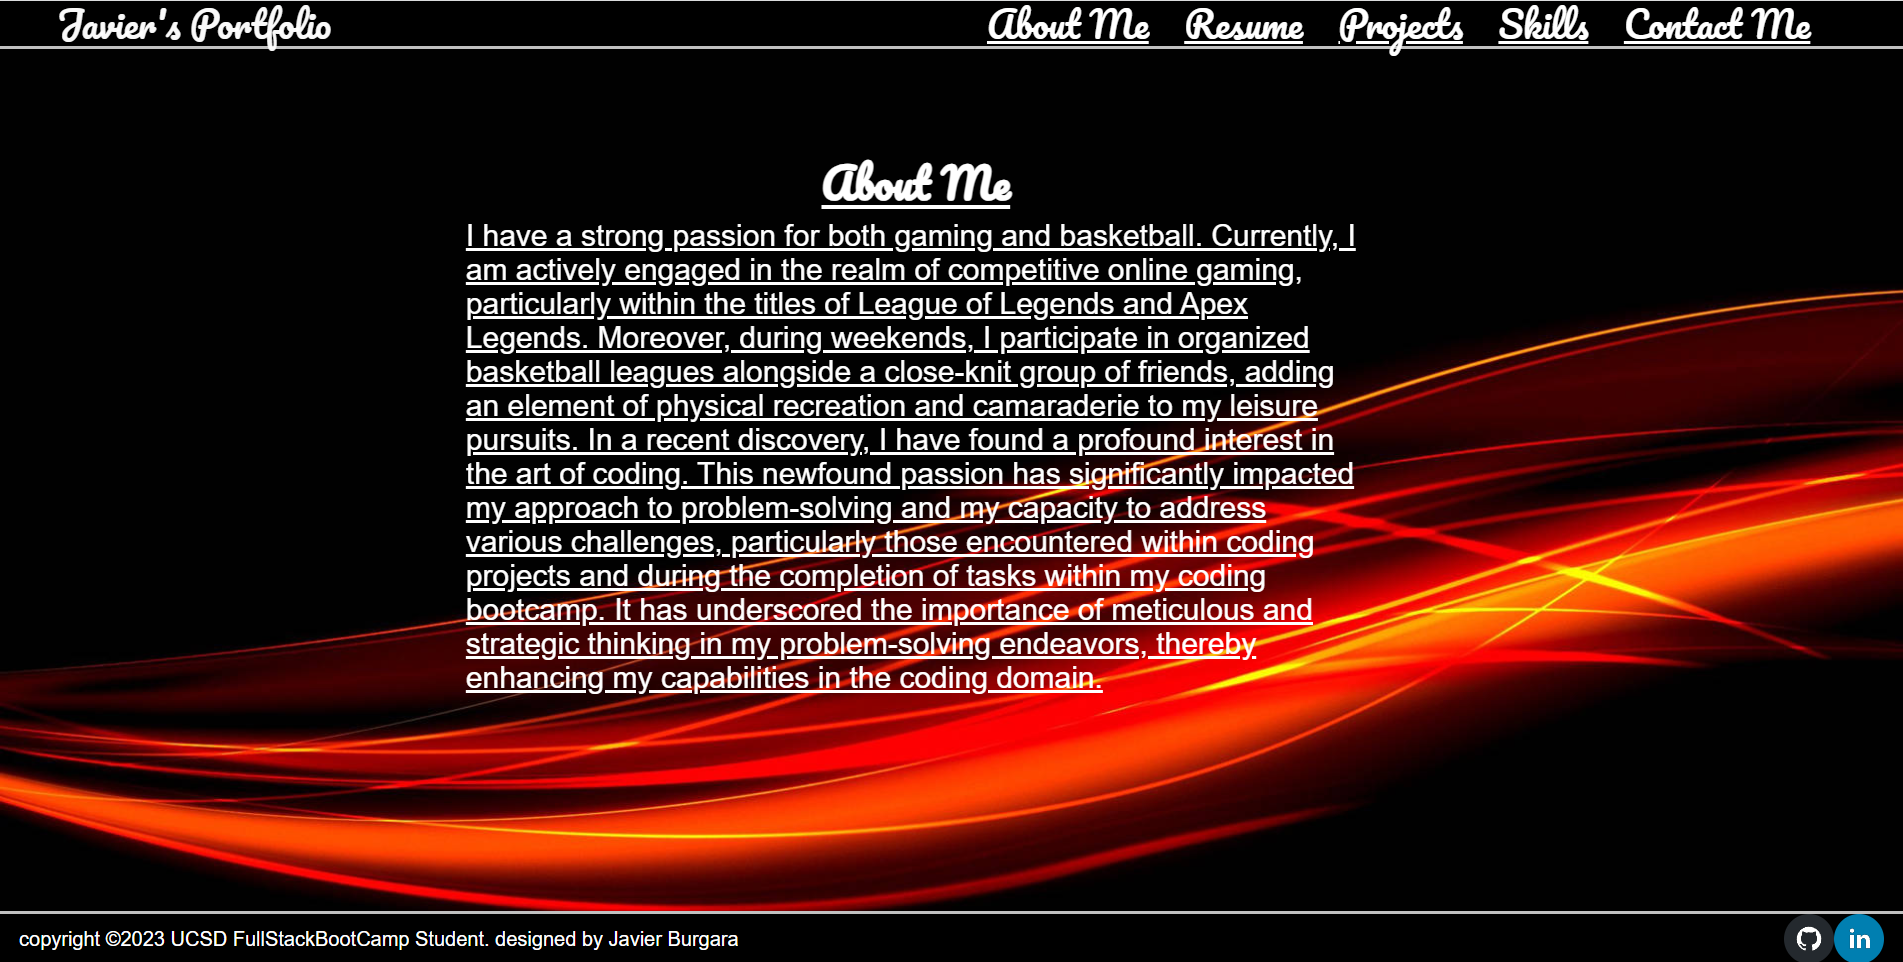 Javier's Portfolio
About Me Resume Projects Skills Contact Me
About Me
I have a strong passion for both gaming and basketball. Currently, I
am actively engaged in the realm of competitive online gaming,
particularly within the titles of League of Legends and Apex
Legends. Moreover, during weekends, I participate in organized
basketball leagues alongside a close-knit group of friends, adding
an element of physical recreation and camaraderie to my leisure
pursuits. In a recent discovery, I have found a profound interest in
the art of coding. This newfound passion has significantly impacted
my approach to problem-solving and my capacity to address
various challenges, particularly those encountered within coding
projects and during the completion of tasks within my coding
bootcamp. It has underscored the importance of meticulous and
strategic thinking in my problem-solving endeavors, thereby
enhancing my capabilities in the coding domain.
copyright ©2023 UCSD FullStackBootCamp Student. designed by Javier Burgara
in